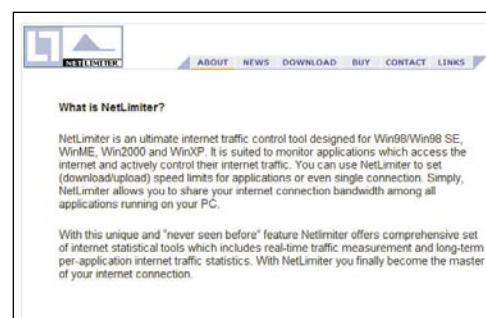 NETLIMITER
ABOUT NEWS DOWNLOAD BUY CONTACT LINKS
What is NetLimiter?
NetLimiter is an ultimate internet traffic control tool designed for Win98/Win98 SE,
WinME, Win2000 and WinXP. It is suited to monitor applications which access the
internet and actively control their internet traffic. You can use NetLimiter to set
(download/upload) speed limits for applications or even single connection. Simply,
NetLimiter allows you to share your internet connection bandwidth among all
applications running on your PC.
With this unique and "never seen before" feature Netlimiter offers comprehensive set
of internet statistical tools which includes real-time traffic measurement and long-term
per-application internet traffic statistics. With NetLimiter you finally become the master
of your internet connection.